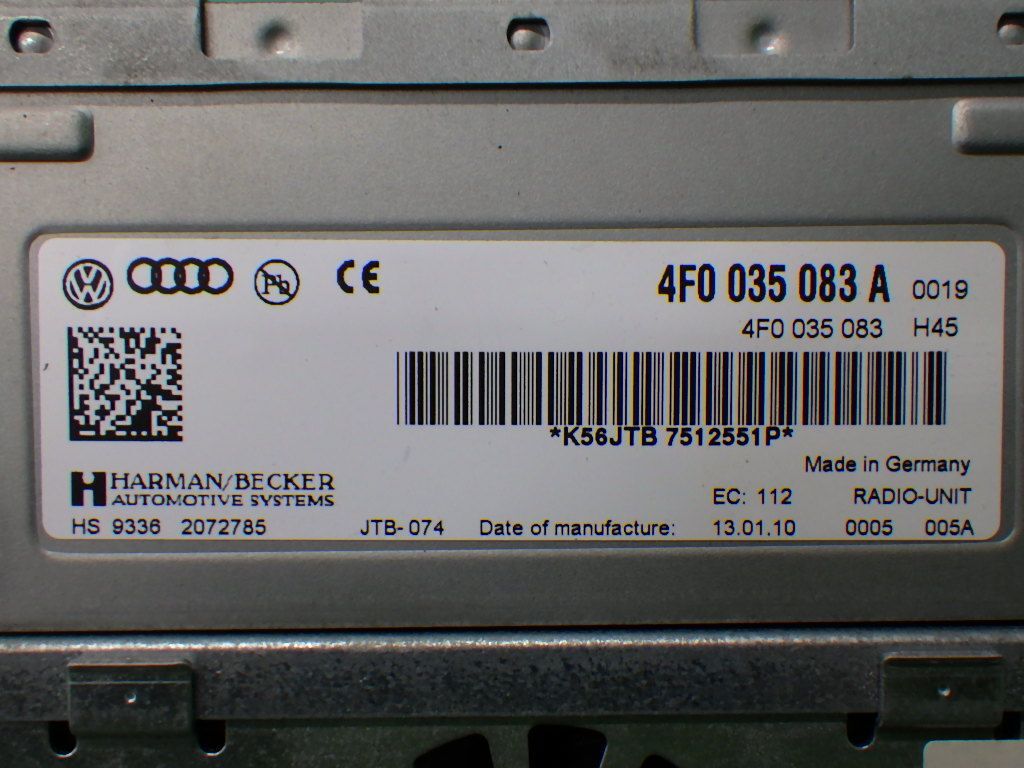 Pb CE 4F0 035 083 A 0019
4F0 035 083 H45
*K56JTB 7512551P*
Made in Germany
HARMAN/BECKER
AUTOMOTIVE SYSTEMS
EC: 112 RADIO-UNIT
HS 9336 2072785 JTB-074 Date of manufacture: 13.01.10 0005 005A